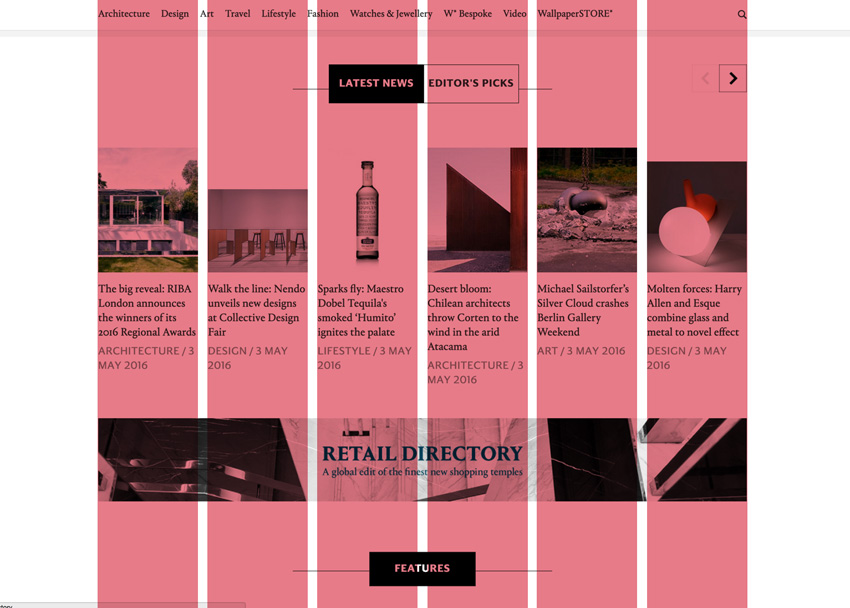 Architecture Design Art Travel Lifestyle Fashion Watches & Jewellery W* Bespoke Video WallpaperSTORE*
LATEST NEWS EDITOR'S PICKS
The big reveal: RIBA
London announces
the winners of its
2016 Regional Awards
ARCHITECTURE / 3
MAY 2016
Walk the line: Nendo
unveils new designs
at Collective Design
Fair
DESIGN / 3 MAY
2016
Sparks fly: Maestro
Dobel Tequila's
smoked ‘Humito’
ignites the palate
LIFESTYLE / 3 MAY
2016
Desert bloom:
Chilean architects
throw Corten to the
wind in the arid
Atacama
ARCHITECTURE / 3
MAY 2016
Michael Sailstorfer's
Silver Cloud crashes
Berlin Gallery
Weekend
ART / 3 MAY 2016
Molten forces: Harry
Allen and Esque
combine glass and
metal to novel effect
DESIGN / 3 MAY
2016
RETAIL DIRECTORY
A global edit of the finest new shopping temples
FEATURES